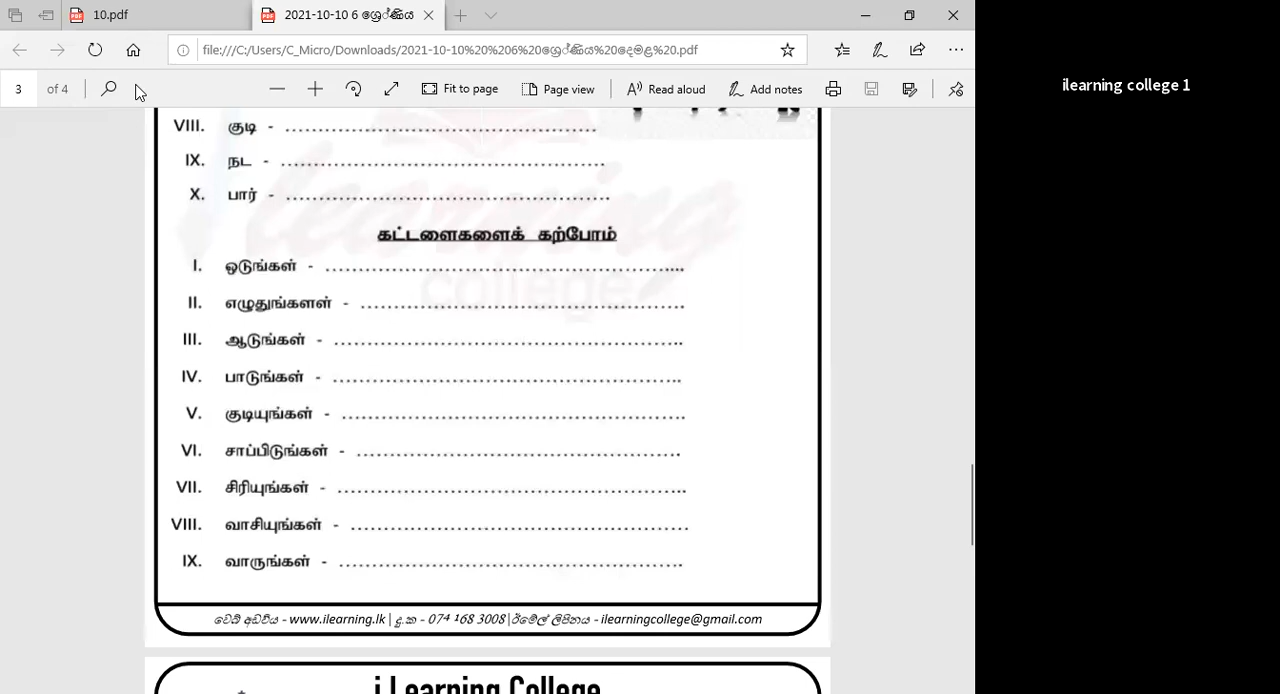 10.pdf
2021-10-10 6 ශ්‍රේණිය
file:///C:/Users/C_Micro/Downloads/2021-10-10%20%206%20ශ්‍රේණිය%20දෙමළ%20.pdf
3 of 4 Fit to page Page view Read aloud Add notes
ilearning college 1
VIII. குடி - ................................................
IX. நட - ..................................................
X. பார் - ..................................................
கட்டளைகளைக் கற்போம்
I. ஒடுங்கள் - .......................................................
II. எழுதுங்களள் - ..................................................
III. ஆடுங்கள் - ......................................................
IV. பாடுங்கள் - ......................................................
V. குடியுங்கள் - .....................................................
VI. சாப்பிடுங்கள் - ..................................................
VII. சிரியுங்கள் - ......................................................
VIII. வாசியுங்கள் - ....................................................
IX. வாருங்கள் - .....................................................
learning
college
වෙබ් අඩවිය - www.ilearning.lk | දු.ක - 074 168 3008|ඊමේල් ලිපිනය - ilearningcollege@gmail.com
i Learning College